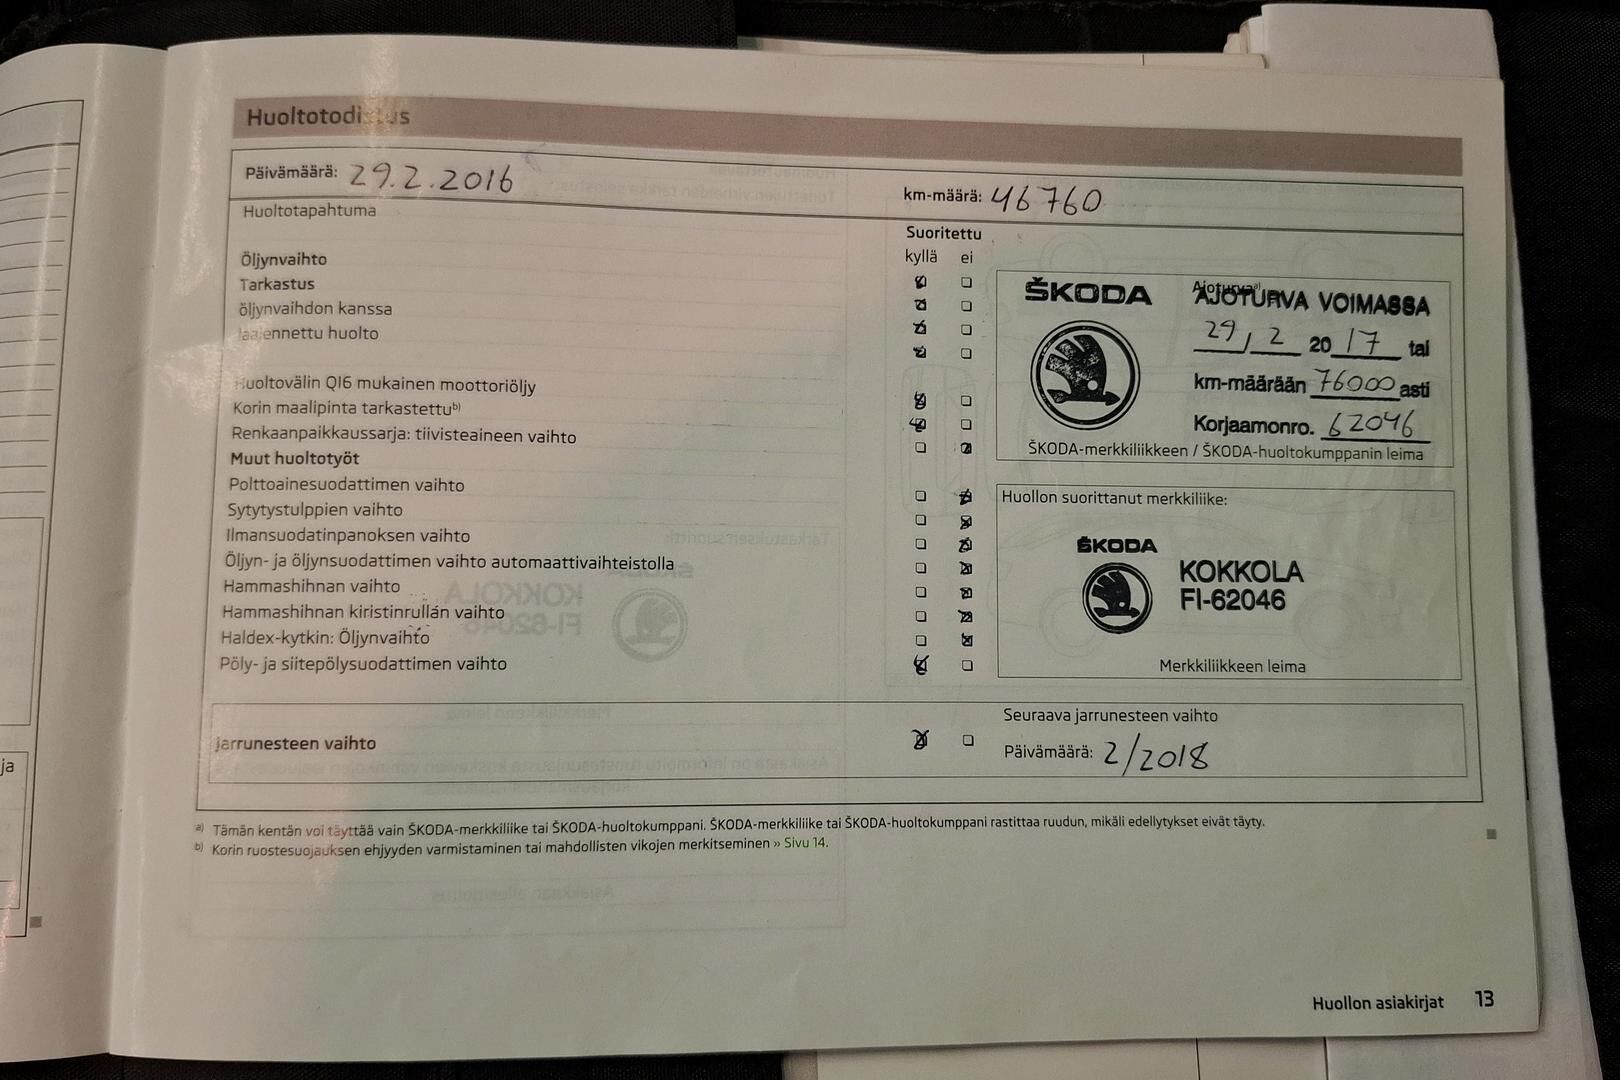 Huoltotodistus
Päivämäärä: 29.2.2016
km-määrä: 46760
Huoltotapahtuma
Suoritettu
kyllä ei
Öljynvaihto
Tarkastus
öljynvaihdon kanssa
laajennettu huolto
Huoltovälin QI6 mukainen moottoriöljy
Korin maalipinta tarkastettu b)
Renkaanpaikkaussarja: tiivisteaineen vaihto
Muut huoltotyöt
Polttoainesuodattimen vaihto
Sytytystulppien vaihto
Ilmansuodatinpanoksen vaihto
Öljyn- ja öljynsuodattimen vaihto automaattivaihteistolla
Hammashihnan vaihto
Hammashihnan kiristinrullan vaihto
Haldex-kytkin: Öljynvaihto
Pöly- ja siitepölysuodattimen vaihto
ŠKODA
Ajoturva a)
AJOTURVA VOIMASSA
29, 2 2017 tai
km-määrään 76000 asti
Korjaamonro. 62046
ŠKODA-merkkiliikkeen / ŠKODA-huoltokumppanin leima
Huollon suorittanut merkkiliike:
ŠKODA
KOKKOLA
FI-62046
Merkkiliikkeen leima
Jarrunesteen vaihto
Seuraava jarrunesteen vaihto
Päivämäärä: 2/2018
a) Tämän kentän voi täyttää vain ŠKODA-merkkiliike tai ŠKODA-huoltokumppani. ŠKODA-merkkiliike tai ŠKODA-huoltokumppani rastittaa ruudun, mikäli edellytykset eivät täyty.
b) Korin ruostesuojauksen ehjyyden varmistaminen tai mahdollisten vikojen merkitseminen » Sivu 14.
Huollon asiakirjat 13
ja